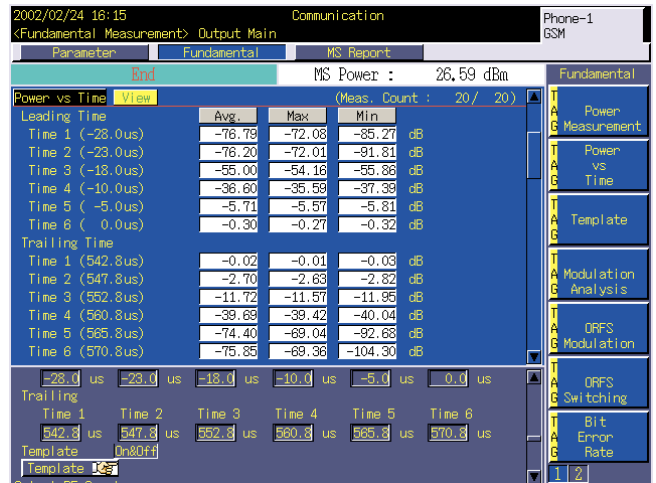 2002/02/24 16:15 Communication Phone-1
<Fundamental Measurement> Output Main GSM
Parameter Fundamental MS Report
End MS Power : 26.59 dBm Fundamental
Power vs Time View (Meas. Count : 20/ 20)
Leading Time Avg. Max Min
Time 1 (-28.0us) -76.79 -72.08 -85.27 dB
Time 2 (-23.0us) -76.20 -72.01 -91.81 dB
Time 3 (-18.0us) -55.00 -54.16 -55.86 dB
Time 4 (-10.0us) -36.60 -35.59 -37.39 dB
Time 5 ( -5.0us) -5.71 -5.57 -5.81 dB
Time 6 ( 0.0us) -0.30 -0.27 -0.32 dB
Trailing Time
Time 1 (542.8us) -0.02 -0.01 -0.03 dB
Time 2 (547.8us) -2.70 -2.63 -2.82 dB
Time 3 (552.8us) -11.72 -11.57 -11.95 dB
Time 4 (560.8us) -39.69 -39.42 -40.04 dB
Time 5 (565.8us) -74.40 -69.04 -92.68 dB
Time 6 (570.8us) -75.85 -69.36 -104.30 dB
-28.0 us -23.0 us -18.0 us -10.0 us -5.0 us 0.0 us
Trailing
Time 1 Time 2 Time 3 Time 4 Time 5 Time 6
542.8 us 547.8 us 552.8 us 560.8 us 565.8 us 570.8 us
Template On&Off
Template
TAG Power
Measurement
TAG Power
vs
Time
TAG Template
TAG Modulation
Analysis
TAG ORFS
Modulation
TAG ORFS
Switching
TAG Bit
Error
Rate
1 2